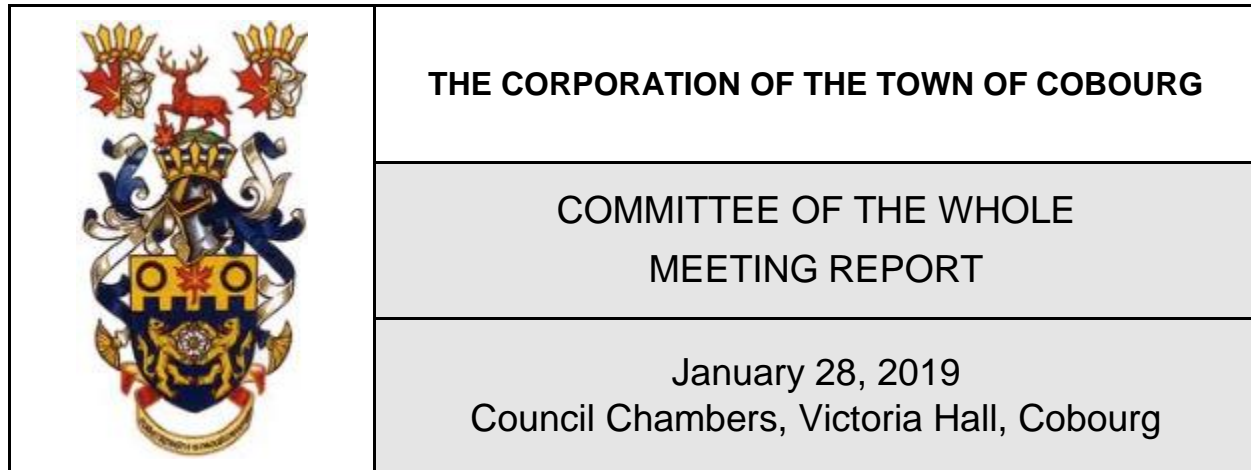 THE CORPORATION OF THE TOWN OF COBOURG
COMMITTEE OF THE WHOLE
MEETING REPORT
January 28, 2019
Council Chambers, Victoria Hall, Cobourg